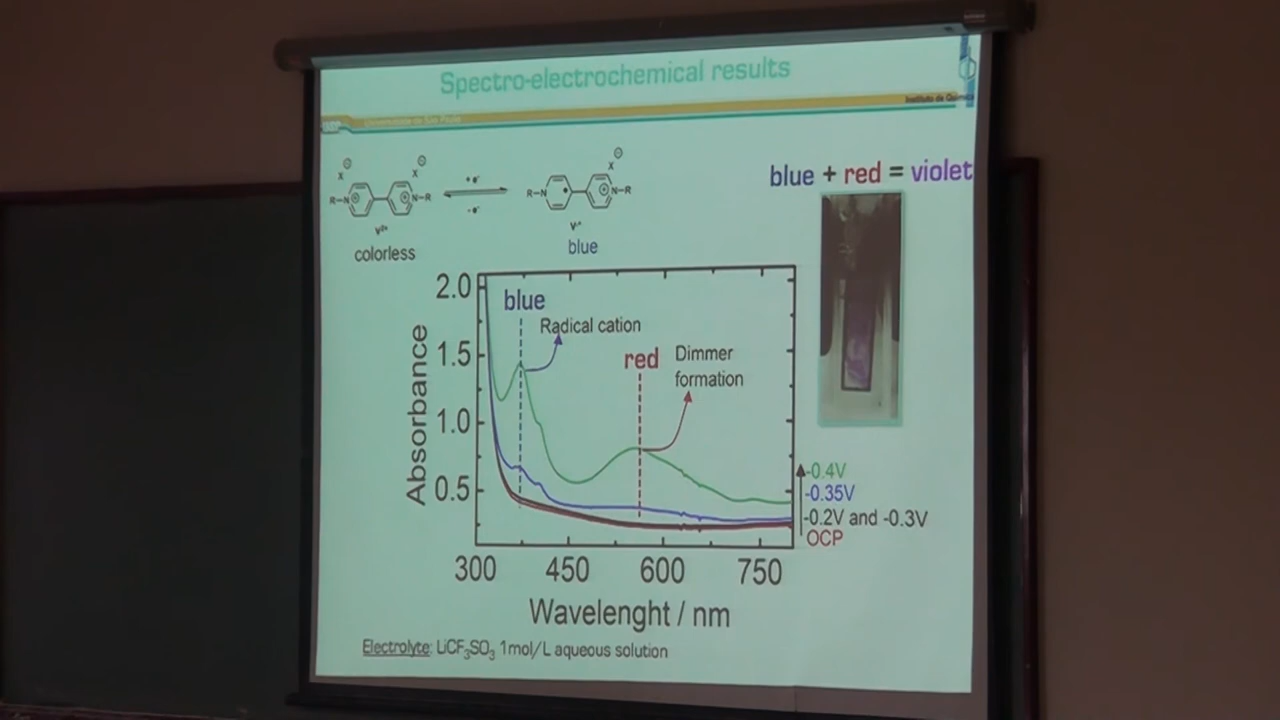 Spectro-electrochemical results
Universidade de São Paulo
Instituto de Química
blue + red = violet
X⊖ X⊖ X⊖
R–N⊕ ⊕N–R +e⁻ R–N ⊕N–R
-e⁻
V²⁺ V·⁺
colorless blue
2.0
1.5
1.0
0.5
Absorbance
blue
Radical cation
red
Dimmer
formation
-0.4V
-0.35V
-0.2V and -0.3V
OCP
300 450 600 750
Wavelenght / nm
Electrolyte: LiCF₃SO₃ 1mol/L aqueous solution